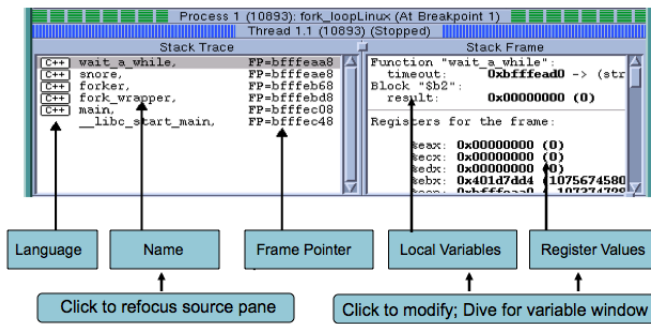 Process 1 (10893): fork_loopLinux (At Breakpoint 1)
Thread 1.1 (10893) (Stopped)
Stack Trace
C++ wait_a_while, FP=bfffeaa8
C++ snore, FP=bfffeae8
C++ forker, FP=bfffeb68
C++ fork_wrapper, FP=bfffebd8
C++ main, FP=bfffec08
__libc_start_main, FP=bfffec48
Stack Frame
Function "wait_a_while":
timeout: 0xbfffead0 -> (str
Block "$b2":
result: 0x00000000 (0)
Registers for the frame:
%eax: 0x00000000 (0)
%ecx: 0x00000000 (0)
%edx: 0x00000000 (0)
%ebx: 0x401d7dd4 (1075674580
Language
Name
Frame Pointer
Local Variables
Register Values
Click to refocus source pane
Click to modify; Dive for variable window